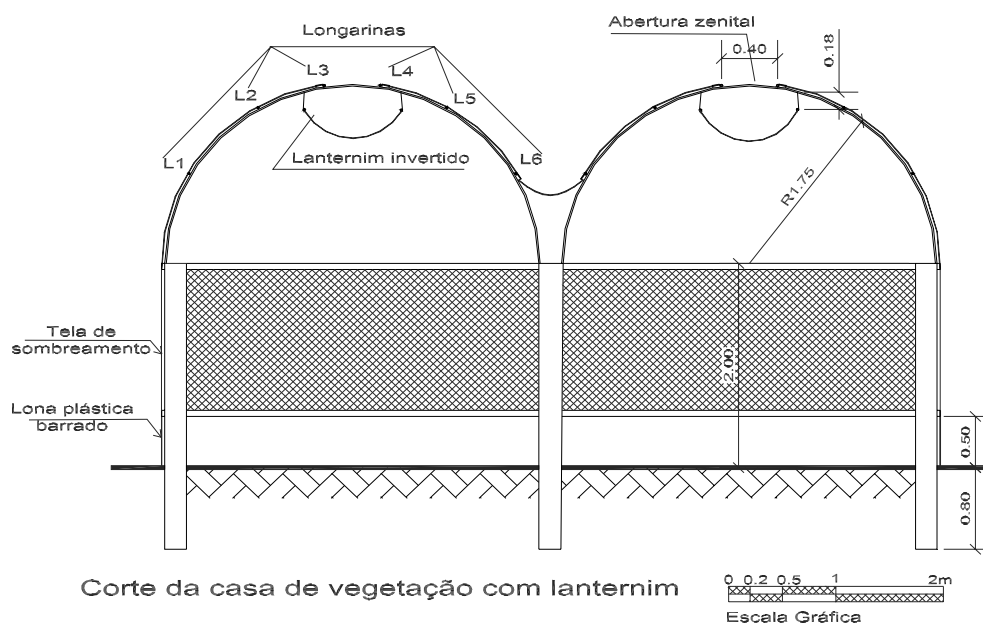 Longarinas
Abertura zenital
0.40
0.18
L3
L4
L2
L5
L1
Lanternim invertido
L6
R1.75
Tela de
sombreamento
2.00
Lona plástica
barrado
0.50
0.80
Corte da casa de vegetação com lanternim
0 0.2 0.5 1 2m
Escala Gráfica